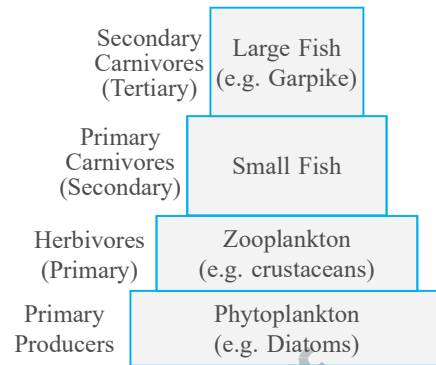 Secondary
Carnivores
(Tertiary)
Large Fish
(e.g. Garpike)
Primary
Carnivores
(Secondary)
Small Fish
Herbivores
(Primary)
Zooplankton
(e.g. crustaceans)
Primary
Producers
Phytoplankton
(e.g. Diatoms)